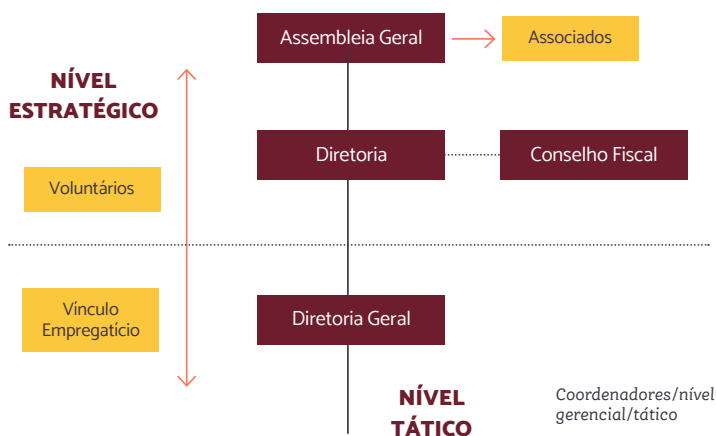 Assembleia Geral
Associados
NÍVEL
ESTRATÉGICO
Diretoria
Conselho Fiscal
Voluntários
Vínculo
Empregatício
Diretoria Geral
NÍVEL
TÁTICO
Coordenadores/nível
gerencial/tático